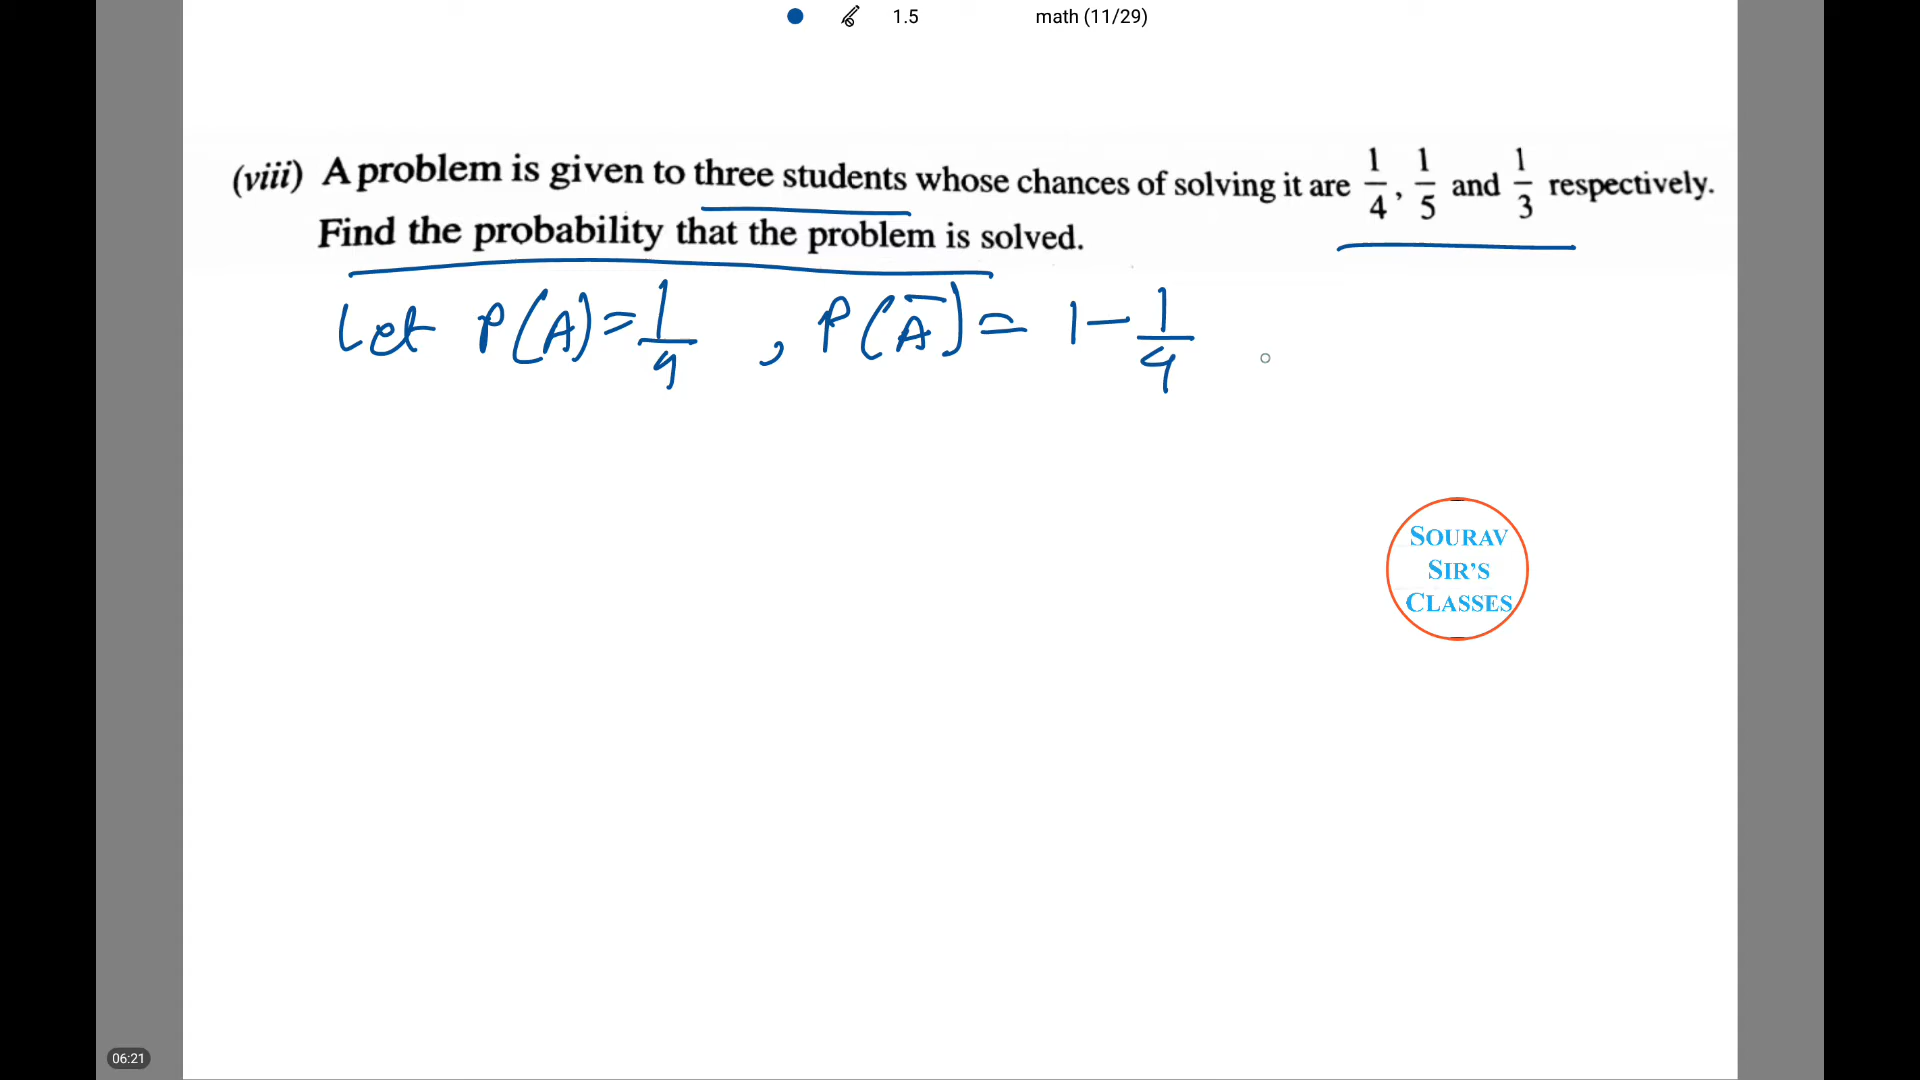 1.5 math (11/29)
(viii) A problem is given to three students whose chances of solving it are 1/4, 1/5 and 1/3 respectively.
Find the probability that the problem is solved.
Let P(A) = 1/4 , P(A̅) = 1 - 1/4
SOURAV
SIR'S
CLASSES
06:21